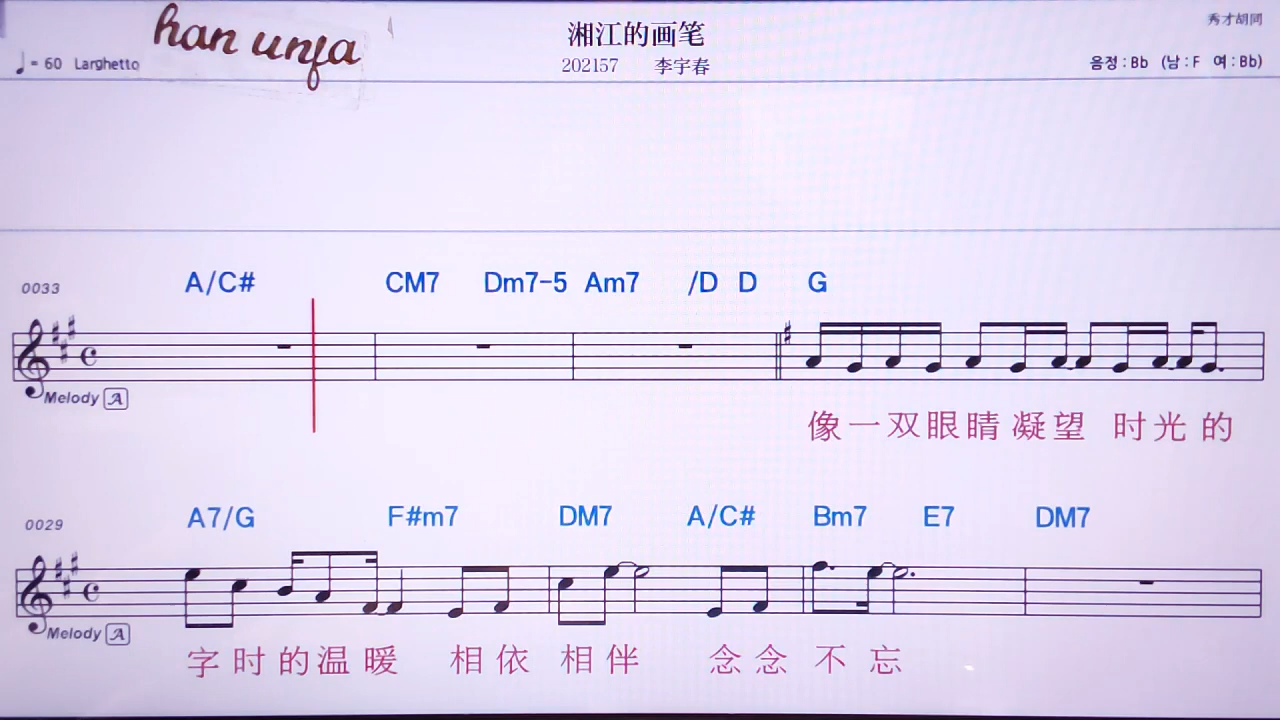 han unfa
湘江的画笔
秀才胡同
♩= 60 Larghetto
202157 李宇春
음정 : Bb (남 : F 여 : Bb)
0033 A/C# CM7 Dm7-5 Am7 /D D G
Melody A
像一双眼睛凝望 时光的
0029 A7/G F#m7 DM7 A/C# Bm7 E7 DM7
Melody A
字时的温暖 相依相伴 念念不忘